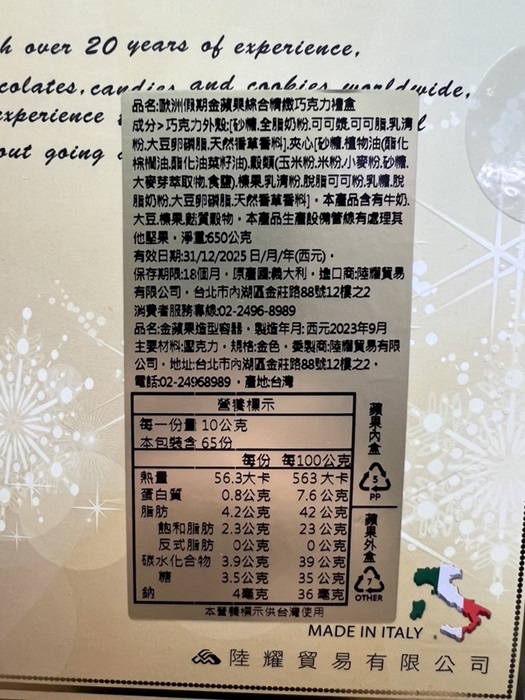 h over 20 years of experience,
colates, candies and cookies worldwide,
experience
out going
品名:歐洲假期金蘋果綜合精緻巧克力禮盒
成分>巧克力外殼:[砂糖.全脂奶粉.可可漿.可可脂.乳清
粉.大豆卵磷脂.天然香草香料].夾心[砂糖.植物油(酯化
棕櫚油.酯化油菜籽油).穀類(玉米粉.米粉.小麥粉.砂糖.
大麥芽萃取物.食鹽).榛果.乳清粉.脫脂可可粉.乳糖.脫
脂奶粉.大豆卵磷脂.天然香草香料]・本產品含有牛奶.
大豆.榛果.麩質穀物・本產品生產設備管線有處理其
他堅果・淨重:650公克
有效日期:31/12/2025 日/月/年(西元)・
保存期限:18個月・原產國:義大利・進口商:陸耀貿易
有限公司・台北市內湖區金莊路88號12樓之2
消費者服務專線:02-2496-8989
品名:金蘋果造型容器・製造年月:西元2023年9月
主要材料:壓克力・規格:金色・委製商:陸耀貿易有限
公司・地址:台北市內湖區金莊路88號12樓之2・
電話:02-24968989・產地:台灣
營養標示
每一份量 10公克
本包裝含 65份
每份 每100公克
熱量 56.3大卡 563 大卡
蛋白質 0.8公克 7.6 公克
脂肪 4.2公克 42 公克
飽和脂肪 2.3公克 23 公克
反式脂肪 0公克 0 公克
碳水化合物 3.9公克 39 公克
糖 3.5公克 35 公克
鈉 4毫克 36 毫克
本營養標示供台灣使用
蘋果內盒
5
PP
蘋果外盒
7
OTHER
MADE IN ITALY
陸耀貿易有限公司